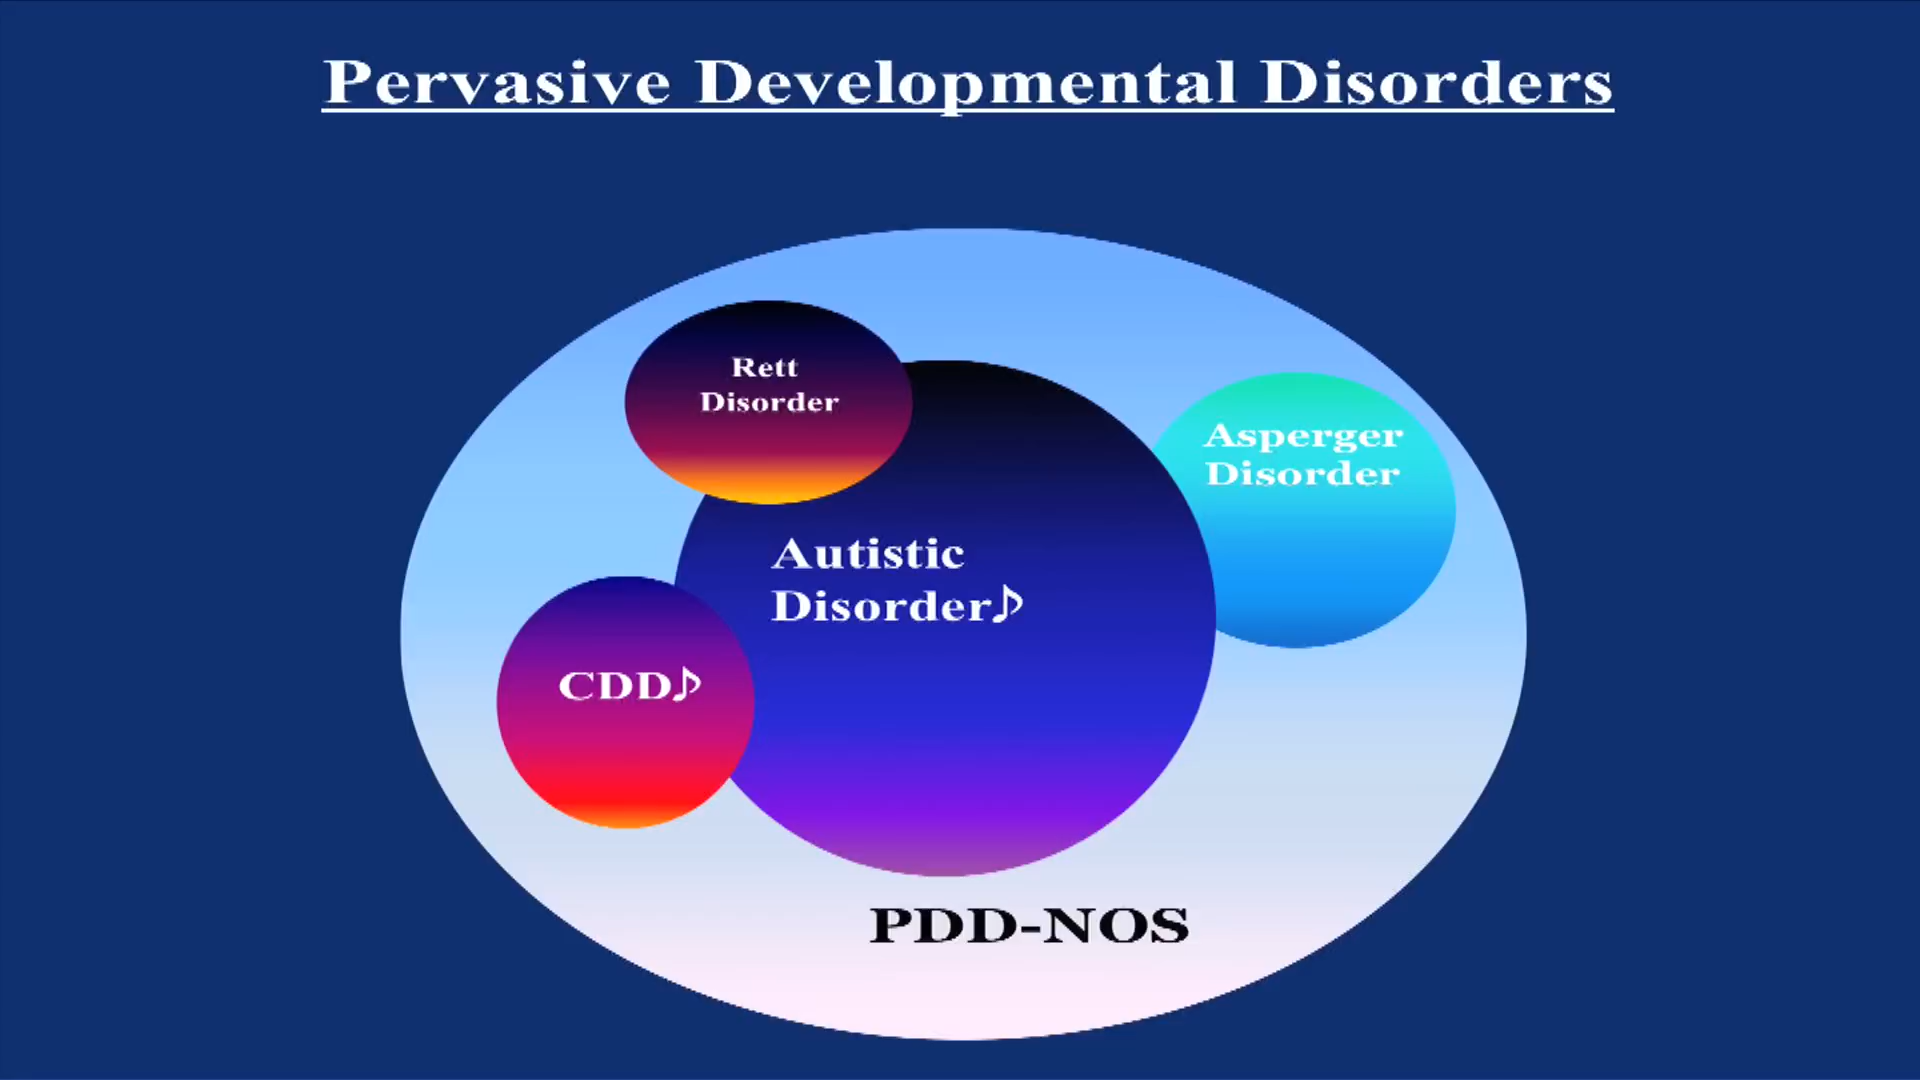 Pervasive Developmental Disorders
Rett
Disorder
Asperger
Disorder
Autistic
Disorder♪
CDD♪
PDD-NOS